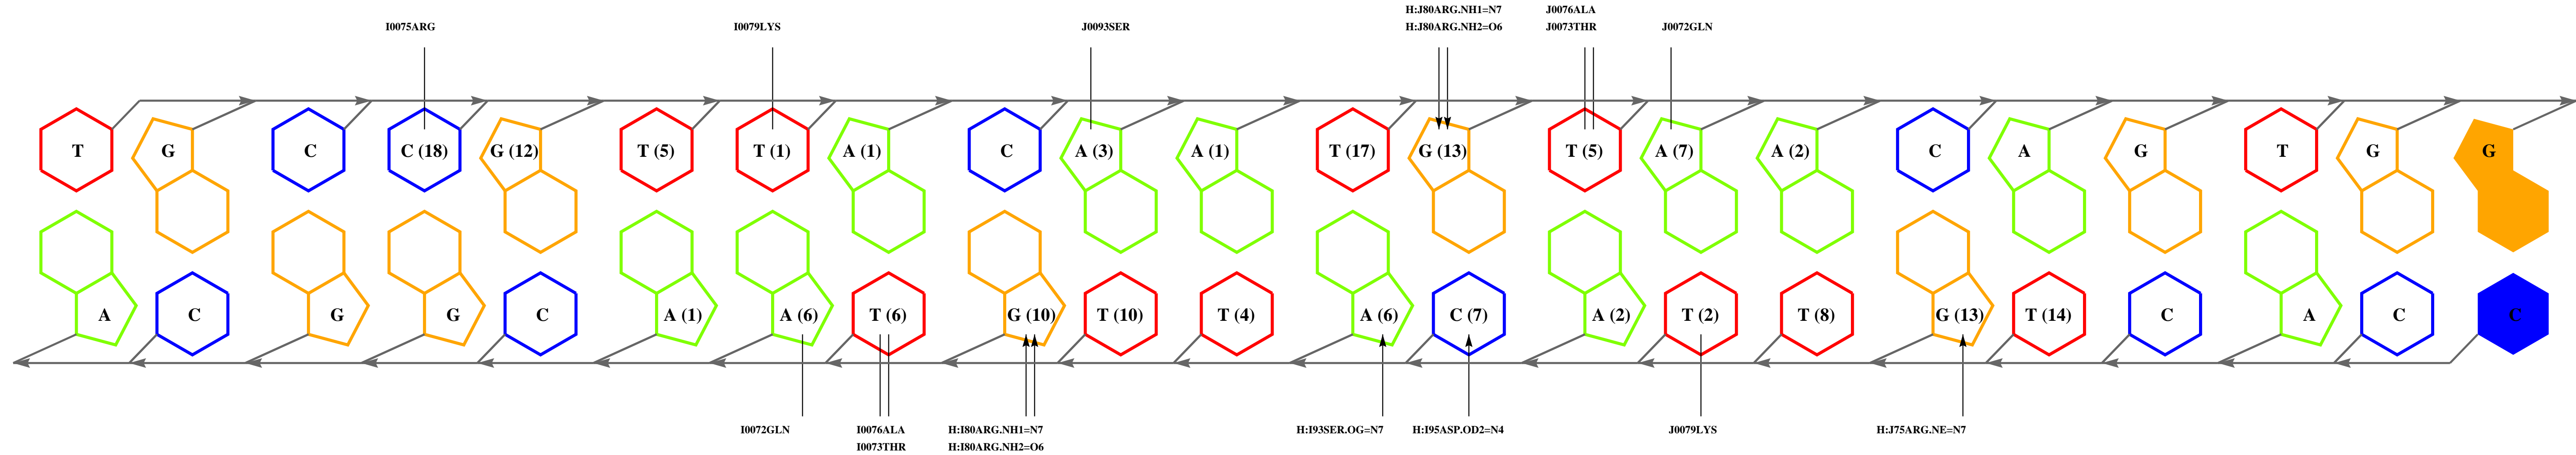 H:J80ARG.NH1=N7 J0076ALA
I0075ARG I0079LYS J0093SER H:J80ARG.NH2=O6 J0073THR J0072GLN
T G C C (18) G (12) T (5) T (1) A (1) C A (3) A (1) T (17) G (13) T (5) A (7) A (2) C A G T G G
A C G G C A (1) A (6) T (6) G (10) T (10) T (4) A (6) C (7) A (2) T (2) T (8) G (13) T (14) C A C C
I0072GLN I0076ALA H:I80ARG.NH1=N7 H:I93SER.OG=N7 H:I95ASP.OD2=N4 J0079LYS H:J75ARG.NE=N7
I0073THR H:I80ARG.NH2=O6